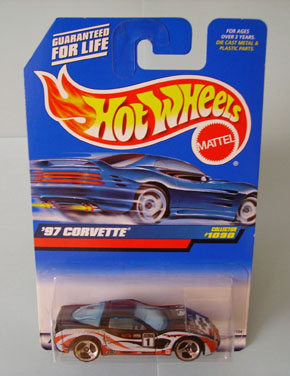 GUARANTEED
FOR LIFE
FOR AGES
OVER 3 YEARS.
DIE CAST METAL &
PLASTIC PARTS.
HOT WHEELS
MATTEL
'97 CORVETTE
COLLECTOR
#1090
1